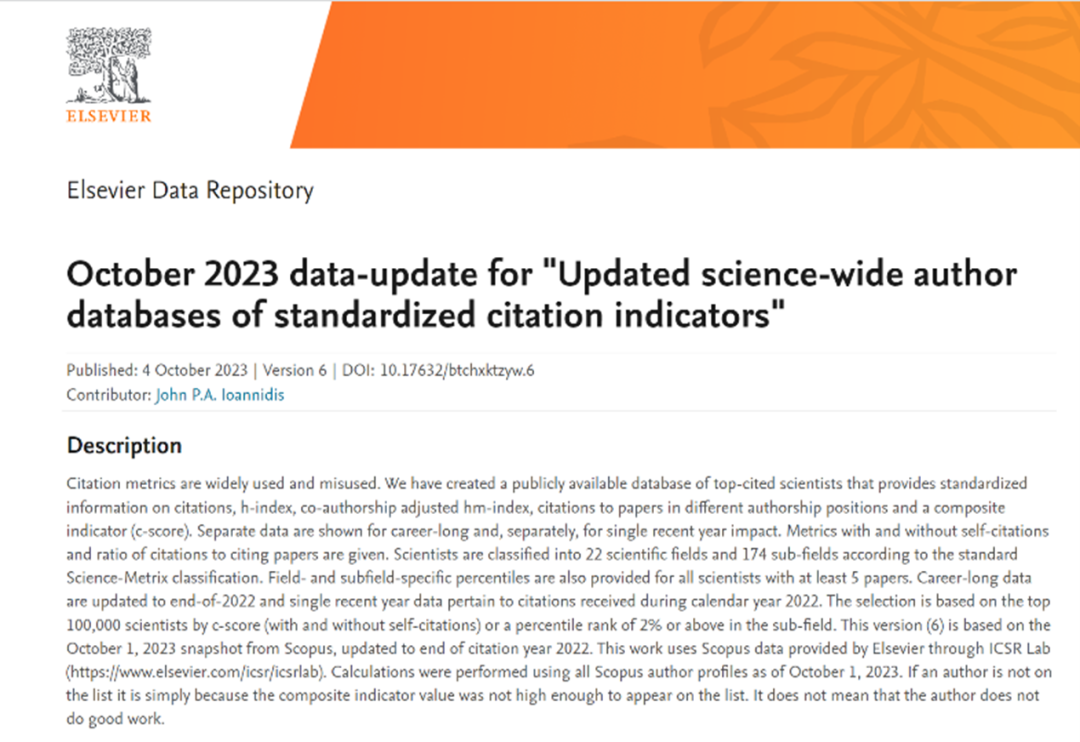 ELSEVIER
Elsevier Data Repository
October 2023 data-update for "Updated science-wide author
databases of standardized citation indicators"
Published: 4 October 2023 | Version 6 | DOI: 10.17632/btchxktzyw.6
Contributor: John P.A. Ioannidis
Description
Citation metrics are widely used and misused. We have created a publicly available database of top-cited scientists that provides standardized
information on citations, h-index, co-authorship adjusted hm-index, citations to papers in different authorship positions and a composite
indicator (c-score). Separate data are shown for career-long and, separately, for single recent year impact. Metrics with and without self-citations
and ratio of citations to citing papers are given. Scientists are classified into 22 scientific fields and 174 sub-fields according to the standard
Science-Metrix classification. Field- and subfield-specific percentiles are also provided for all scientists with at least 5 papers. Career-long data
are updated to end-of-2022 and single recent year data pertain to citations received during calendar year 2022. The selection is based on the top
100,000 scientists by c-score (with and without self-citations) or a percentile rank of 2% or above in the sub-field. This version (6) is based on the
October 1, 2023 snapshot from Scopus, updated to end of citation year 2022. This work uses Scopus data provided by Elsevier through ICSR Lab
(https://www.elsevier.com/icsr/icsrlab). Calculations were performed using all Scopus author profiles as of October 1, 2023. If an author is not on
the list it is simply because the composite indicator value was not high enough to appear on the list. It does not mean that the author does not
do good work.